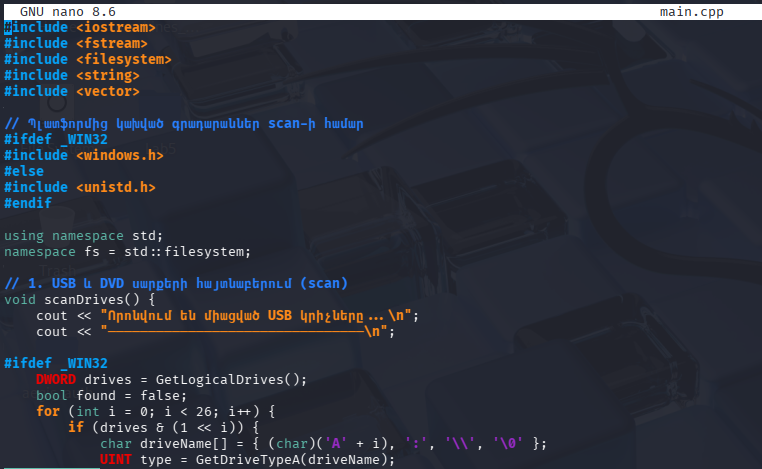 GNU nano 8.6 main.cpp
#include <iostream>
#include <fstream>
#include <filesystem>
#include <string>
#include <vector>
// Պլատֆորմից կախված գրադարաններ scan-ի համար
#ifdef _WIN32
#include <windows.h>
#else
#include <unistd.h>
#endif
using namespace std;
namespace fs = std::filesystem;
// 1. USB և DVD սարքերի հայտնաբերում (scan)
void scanDrives() {
    cout << "Որոնվում են միացված USB կրիչները...\n";
    cout << "————————————————————————————————\n";
#ifdef _WIN32
    DWORD drives = GetLogicalDrives();
    bool found = false;
    for (int i = 0; i < 26; i++) {
        if (drives & (1 << i)) {
            char driveName[] = { (char)('A' + i), ':', '\\', '\0' };
            UINT type = GetDriveTypeA(driveName);